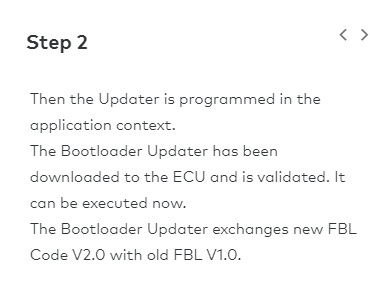 Step 2
Then the Updater is programmed in the
application context.
The Bootloader Updater has been
downloaded to the ECU and is validated. It
can be executed now.
The Bootloader Updater exchanges new FBL
Code V2.0 with old FBL V1.0.